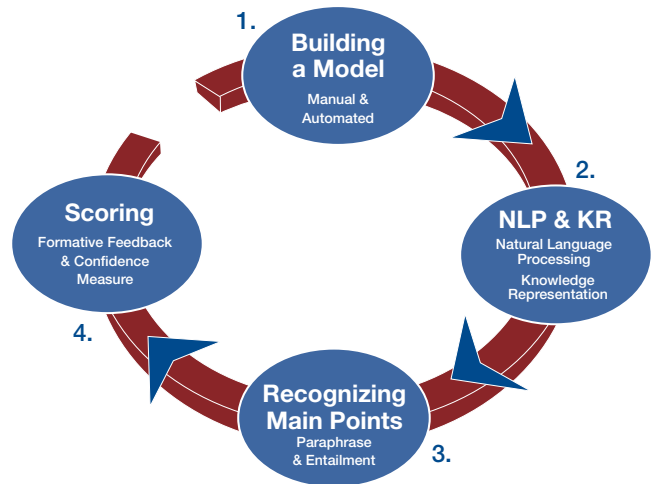 1.
Building
a Model
Manual &
Automated
2.
NLP & KR
Natural Language
Processing
Knowledge
Representation
3.
Recognizing
Main Points
Paraphrase
& Entailment
4.
Scoring
Formative Feedback
& Confidence
Measure